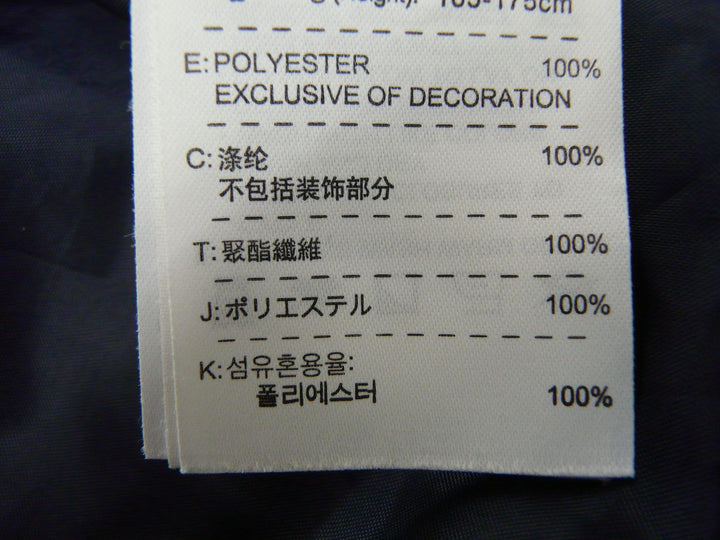 165-175cm
E: POLYESTER 100%
EXCLUSIVE OF DECORATION
C: 涤纶 100%
不包括装饰部分
T: 聚酯纖維 100%
J: ポリエステル 100%
K: 섬유혼용율:
폴리에스터 100%